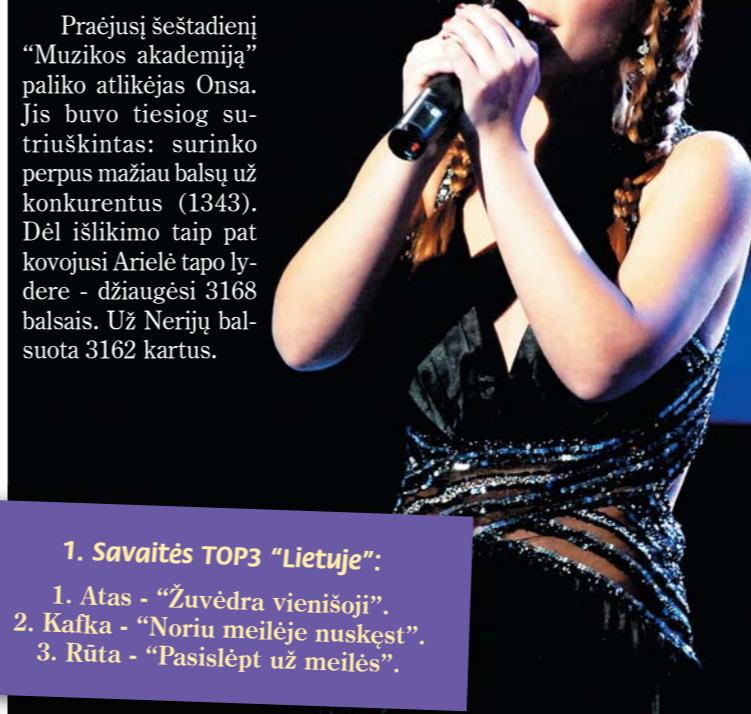 Praėjusį šeštadienį
“Muzikos akademiją”
paliko atlikėjas Onsa.
Jis buvo tiesiog su-
triuškintas: surinko
perpus mažiau balsų už
konkurentus (1343).
Dėl išlikimo taip pat
kovojusi Arielė tapo ly-
dere - džiaugėsi 3168
balsais. Už Nerijų bal-
suota 3162 kartus.
1. Savaitės TOP3 “Lietuje”:
1. Atas - “Žuvėdra vienišoji”.
2. Kafka - “Noriu meilėje nuskęst”.
3. Rūta - “Pasislėpt už meilės”.